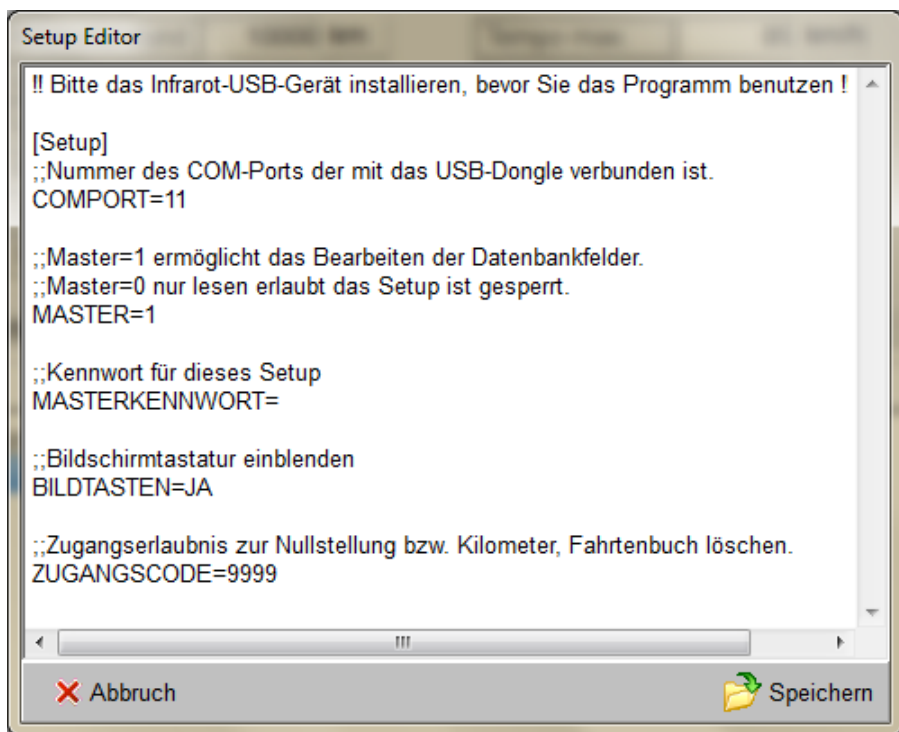 Setup Editor
!! Bitte das Infrarot-USB-Gerät installieren, bevor Sie das Programm benutzen !
[Setup]
;;Nummer des COM-Ports der mit das USB-Dongle verbunden ist.
COMPORT=11
;;Master=1 ermöglicht das Bearbeiten der Datenbankfelder.
;;Master=0 nur lesen erlaubt das Setup ist gesperrt.
MASTER=1
;;Kennwort für dieses Setup
MASTERKENNWORT=
;;Bildschirmtastatur einblenden
BILDTASTEN=JA
;;Zugangserlaubnis zur Nullstellung bzw. Kilometer, Fahrtenbuch löschen.
ZUGANGSCODE=9999
Abbruch
Speichern